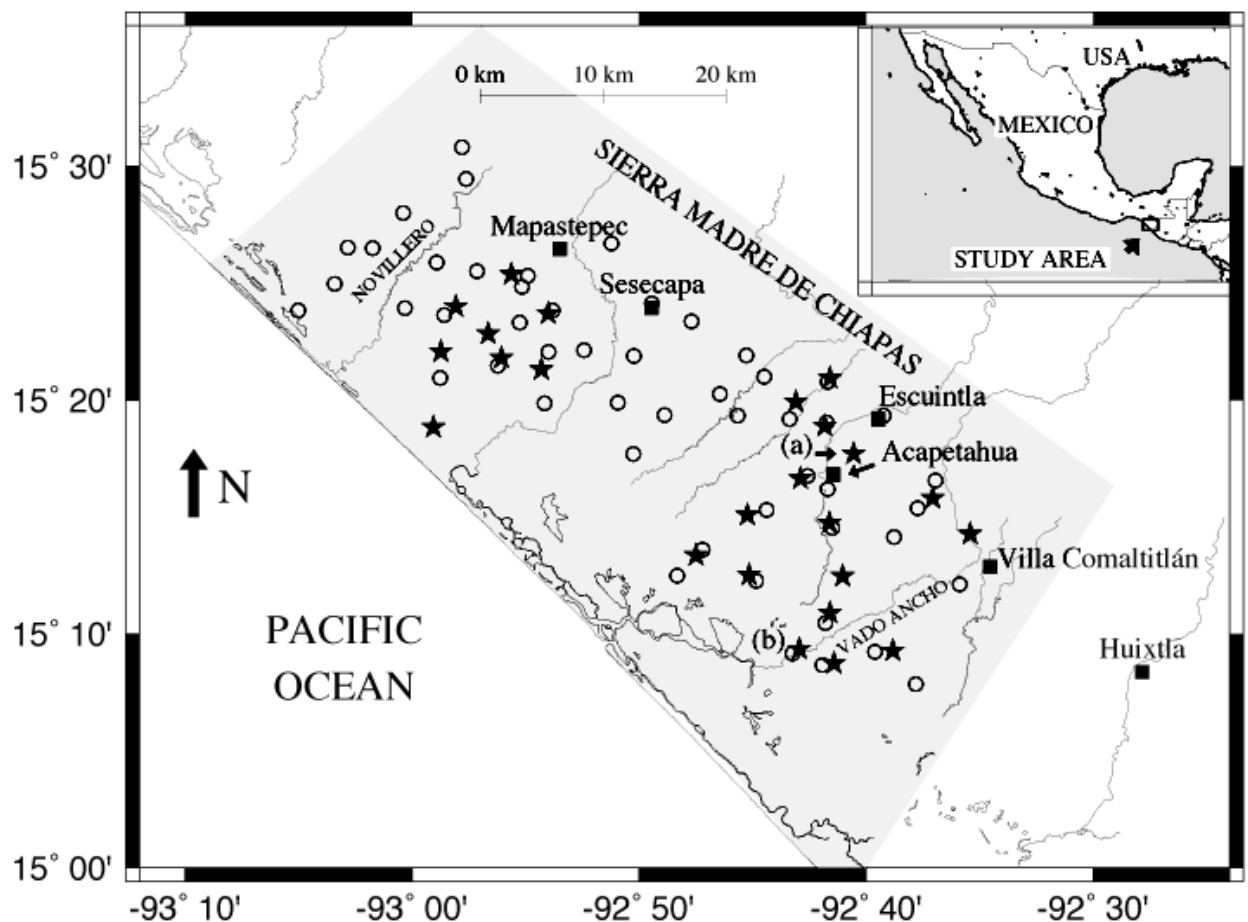 0 km 10 km 20 km
USA
MEXICO
STUDY AREA
15° 30'
15° 20'
15° 10'
15° 00'
SIERRA MADRE DE CHIAPAS
NOVILLERO
Mapastepec
Sesecapa
Escuintla
(a)
Acapetahua
N
Villa Comaltitlán
VADO ANCHO
(b)
Huixtla
PACIFIC
OCEAN
-93° 10' -93° 00' -92° 50' -92° 40' -92° 30'